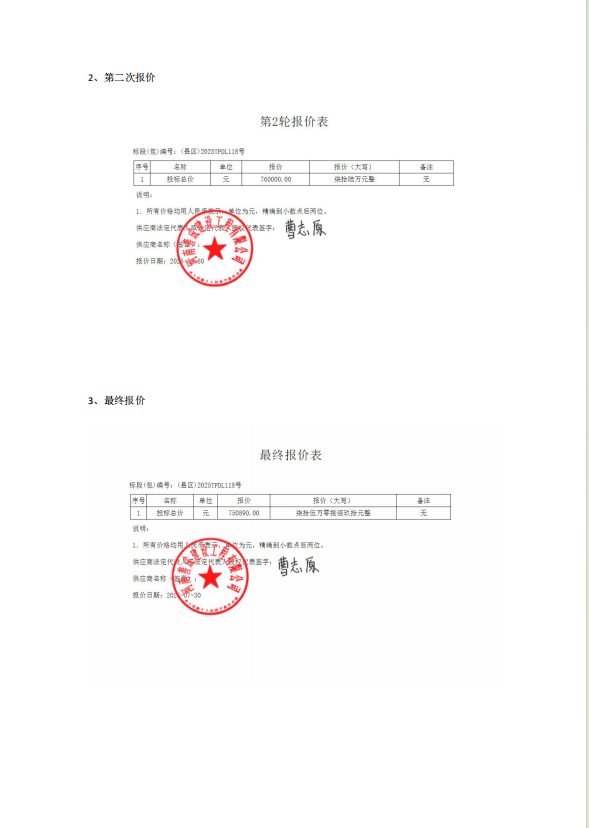 2、第二次报价
第2轮报价表
标段(包)编号：(县区)2025TPDL118号
序号 名称 单位 报价 报价（大写） 备注
1 投标总价 元 760000.00 柒拾陆万元整 无
说明：
1、所有价格均用人民币表示，单位为元，精确到小数点后两位。
供应商法定代表人或法定代表人授权代表签字： 曹志原
供应商名称（签章）：
报价日期：2025-07-30
3、最终报价
最终报价表
标段(包)编号：(县区)2025TPDL118号
序号 名称 单位 报价 报价（大写） 备注
1 投标总价 元 750890.00 柒拾伍万零捌佰玖拾元整 无
说明：
1、所有价格均用人民币表示，单位为元，精确到小数点后两位。
供应商法定代表人或法定代表人授权代表签字： 曹志原
供应商名称（签章）：
报价日期：2025-07-30